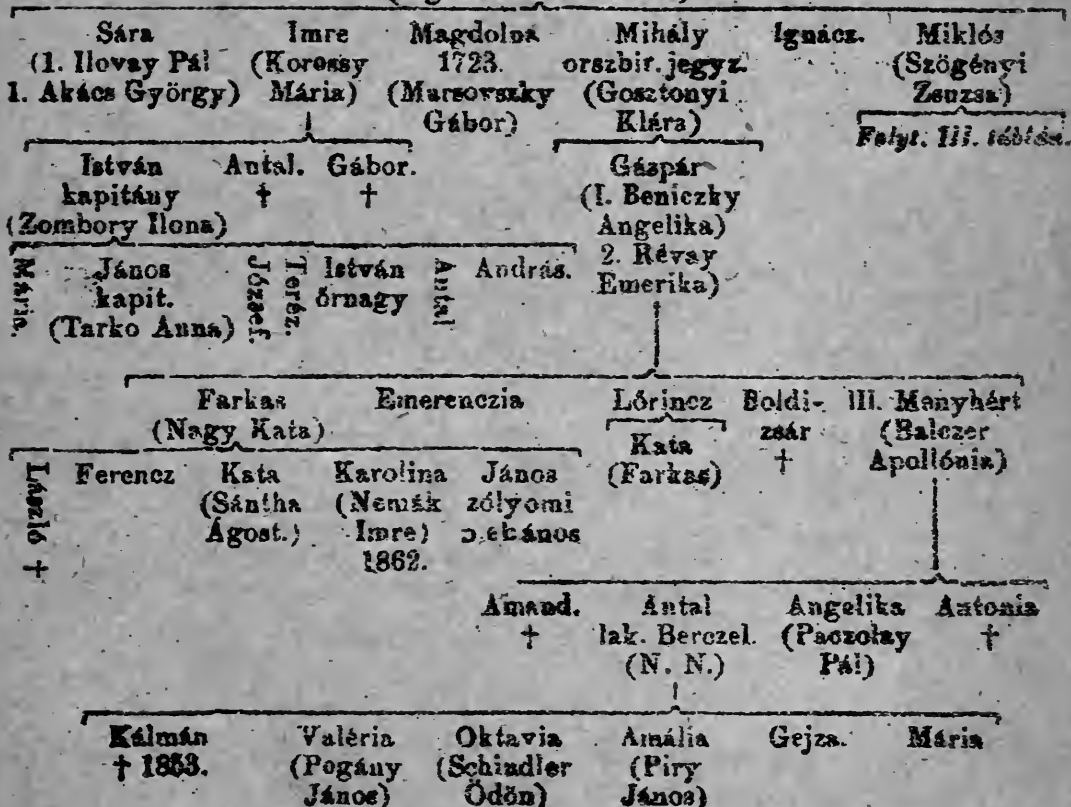 Sára Imre Magdolna Mihály Ignácz. Miklós
(1. Ilovay Pál (Korossy 1723. orszbir. jegyz. (Szögényi
1. Akács György) Mária) (Marsovszky (Gosztonyi Zsuzsa)
Gábor) Klára) Folyt. III. táblán.
István Antal. Gábor. Gáspár
kapitány † † (I. Beniczky
(Zombory Ilona) Angelika)
2. Révay
Emerika)
Mária. János József. Teréz. István Antal András.
kapit. őrnagy
(Tarko Anna)
Farkas Emerenczia Lőrincz Boldi- III. Menyhért
(Nagy Kata) Kata zsár (Balczer
(Farkas) † Apollónia)
László † Ferencz Kata Karolina János
(Sántha (Nemák zólyomi
Ágost.) Imre)
1862.
Amand. Antal Angelika Antonia
† lak. Berczel. (Paczolay †
(N. N.) Pál)
Kálmán Valéria Oktavia Amália Gejza. Mária
† 1853. (Pogány (Schindler (Piry
János) Ödön) János)